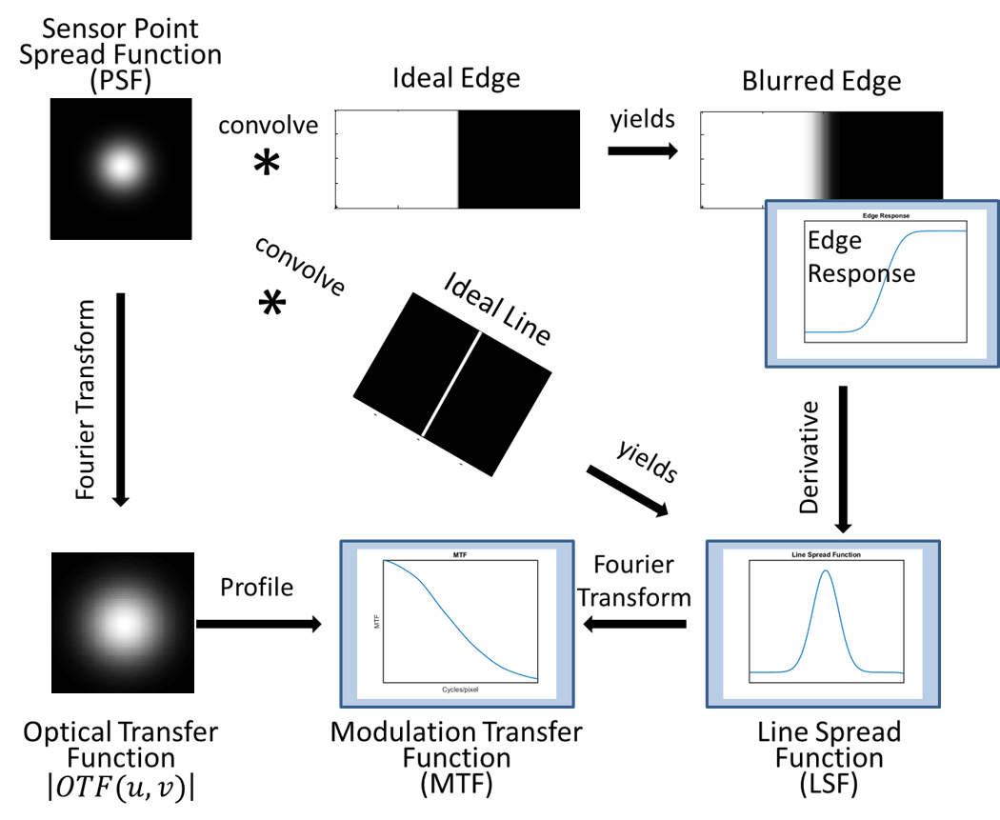 Sensor Point
Spread Function
(PSF)
convolve
*
Ideal Edge
yields
Blurred Edge
Edge Response
Edge
Response
convolve
*
Ideal Line
yields
Fourier Transform
Derivative
Profile
MTF
MTF
Cycles/pixel
Fourier
Transform
Line Spread Function
Optical Transfer
Function
|OTF(u, v)|
Modulation Transfer
Function
(MTF)
Line Spread
Function
(LSF)